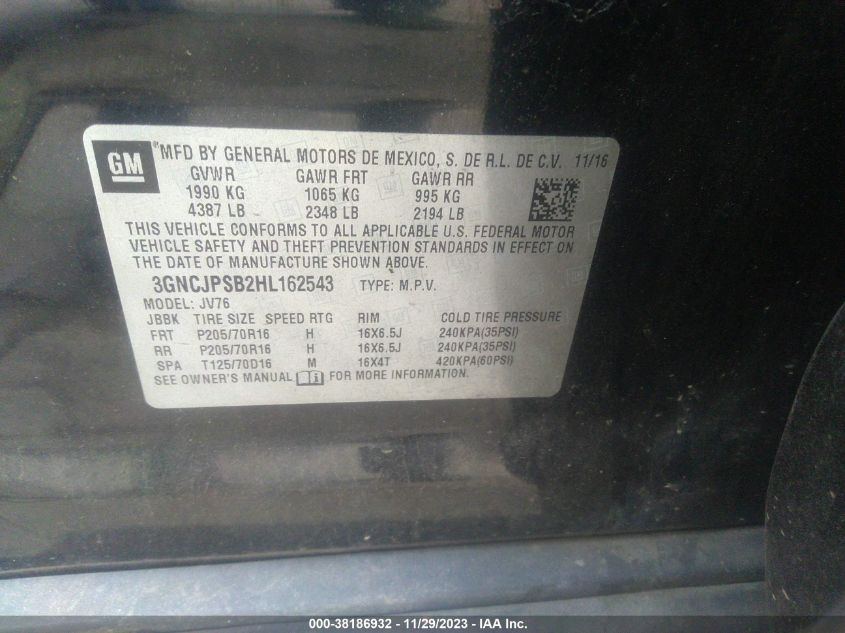 GM
MFD BY GENERAL MOTORS DE MEXICO, S. DE R.L. DE C.V. 11/16
GVWR GAWR FRT GAWR RR
1990 KG 1065 KG 995 KG
4387 LB 2348 LB 2194 LB
THIS VEHICLE CONFORMS TO ALL APPLICABLE U.S. FEDERAL MOTOR
VEHICLE SAFETY AND THEFT PREVENTION STANDARDS IN EFFECT ON
THE DATE OF MANUFACTURE SHOWN ABOVE.
3GNCJPSB2HL162543 TYPE: M.P.V.
MODEL: JV76
JBBK TIRE SIZE SPEED RTG RIM COLD TIRE PRESSURE
FRT P205/70R16 H 16X6.5J 240KPA(35PSI)
RR P205/70R16 H 16X6.5J 240KPA(35PSI)
SPA T125/70D16 M 16X4T 420KPA(60PSI)
SEE OWNER'S MANUAL FOR MORE INFORMATION.
000-38186932 - 11/29/2023 - IAA Inc.